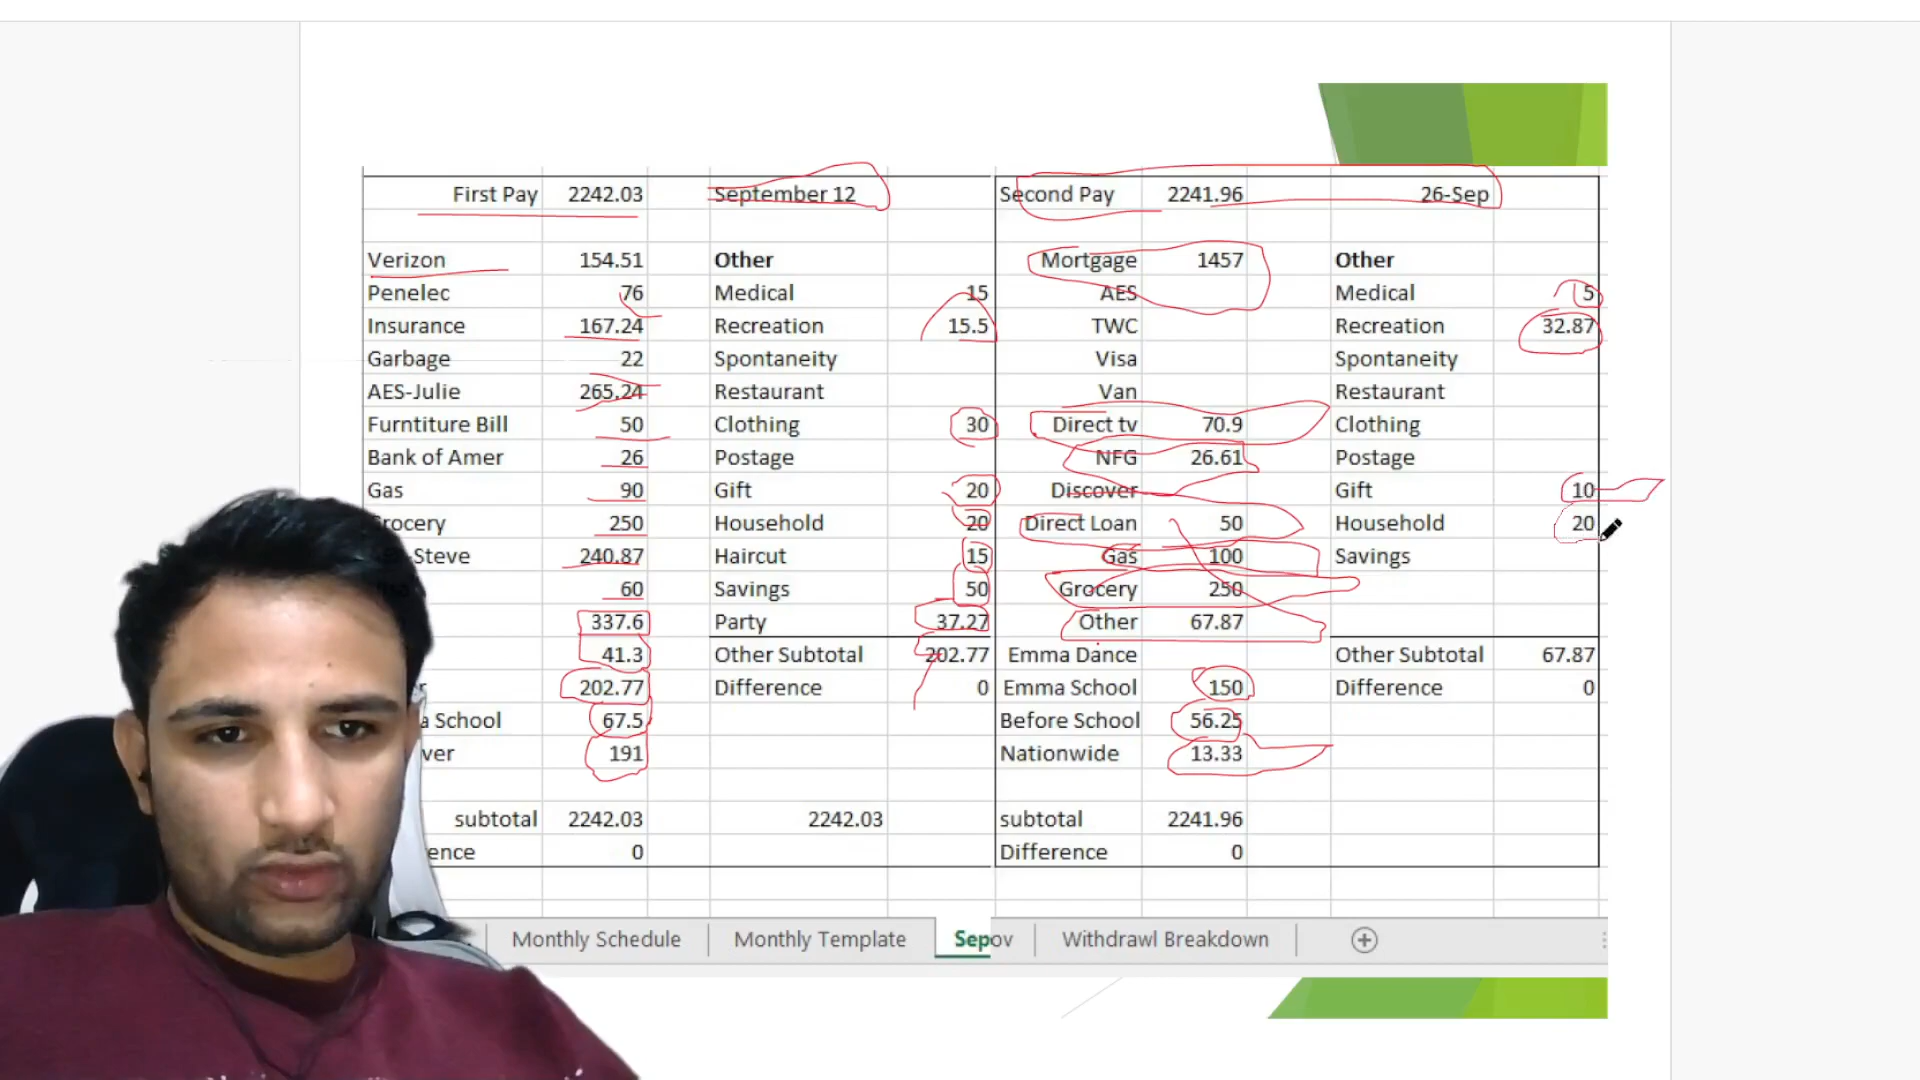 First Pay 2242.03 September 12 Second Pay 2241.96 26-Sep
Verizon 154.51 Other Mortgage 1457 Other
Penelec 76 Medical 15 AES Medical 5
Insurance 167.24 Recreation 15.5 TWC Recreation 32.87
Garbage 22 Spontaneity Visa Spontaneity
AES-Julie 265.24 Restaurant Van Restaurant
Furntiture Bill 50 Clothing 30 Direct tv 70.9 Clothing
Bank of Amer 26 Postage NFG 26.61 Postage
Gas 90 Gift 20 Discover Gift 10
Grocery 250 Household 20 Direct Loan 50 Household 20
Steve 240.87 Haircut 15 Gas 100 Savings
60 Savings 50 Grocery 250
337.6 Party 37.27 Other 67.87
41.3 Other Subtotal 202.77 Emma Dance Other Subtotal 67.87
202.77 Difference 0 Emma School 150 Difference 0
School 67.5 Before School 56.25
ver 191 Nationwide 13.33
subtotal 2242.03 2242.03 subtotal 2241.96
ence 0 Difference 0
Monthly Schedule Monthly Template Sep ov Withdrawl Breakdown